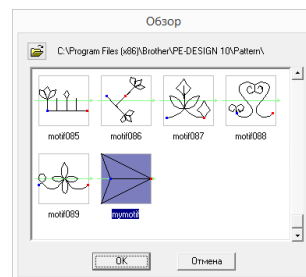 Обзор
C:\Program Files (x86)\Brother\PE-DESIGN 10\Pattern\
motif085 motif086 motif087 motif088
motif089 mymotif
OK Отмена